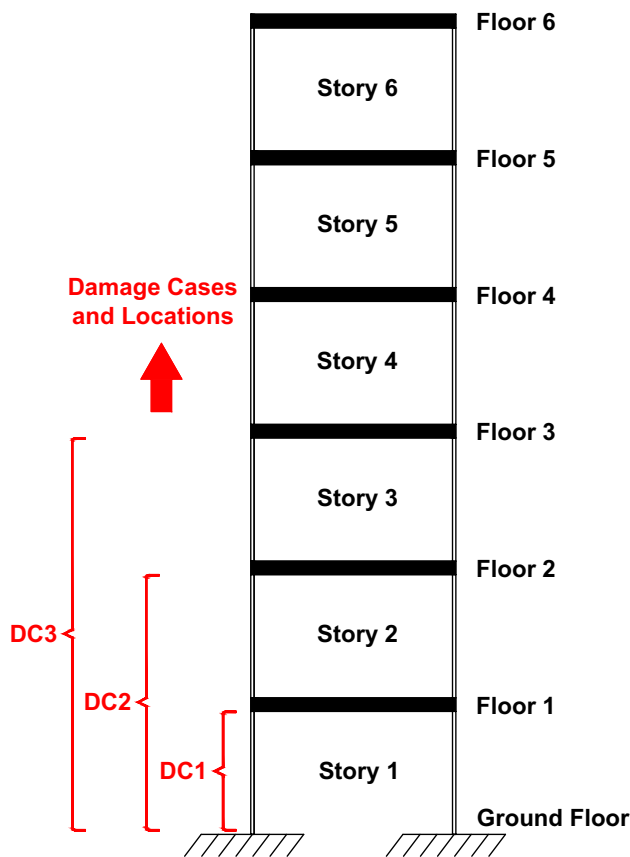 Floor 6
Story 6
Floor 5
Story 5
Damage Cases
and Locations
Floor 4
Story 4
Floor 3
Story 3
Floor 2
DC3
Story 2
DC2
Floor 1
DC1
Story 1
Ground Floor